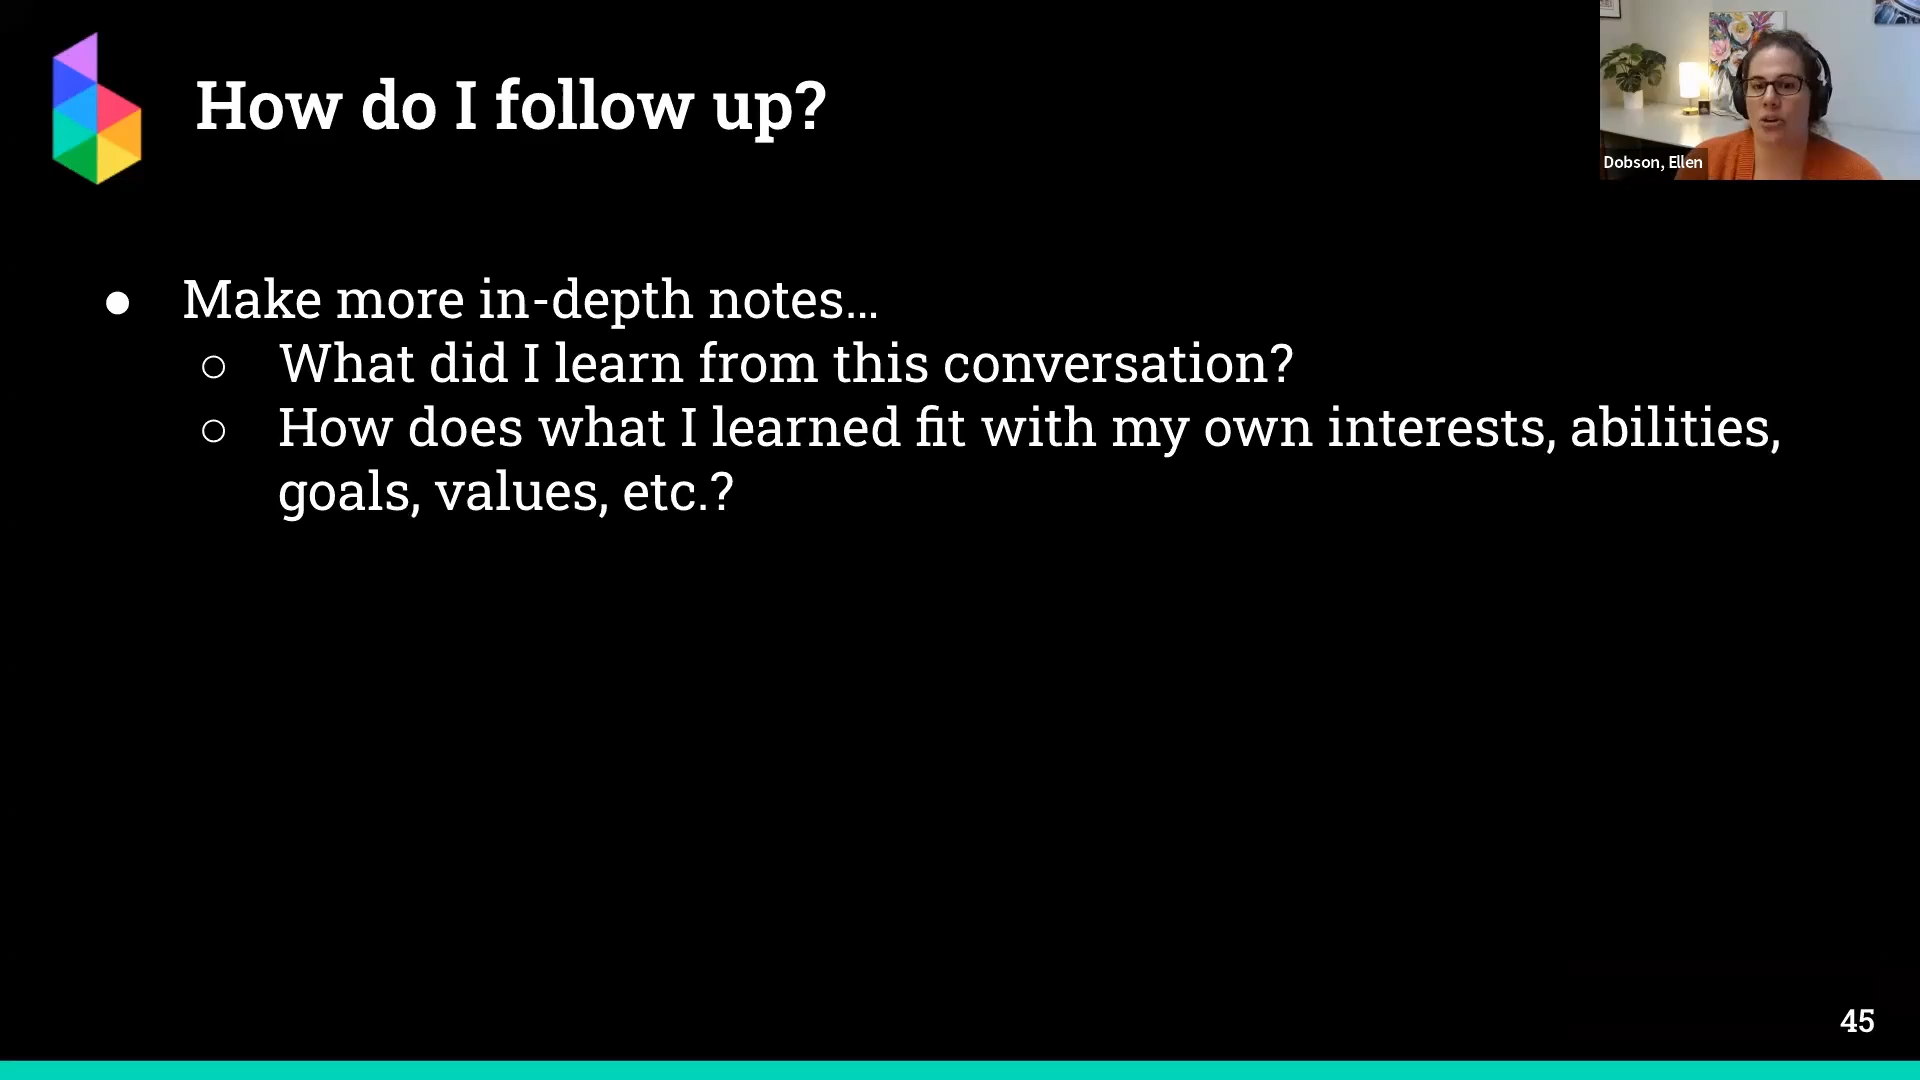 How do I follow up?
Dobson, Ellen
● Make more in-depth notes...
○ What did I learn from this conversation?
○ How does what I learned fit with my own interests, abilities,
goals, values, etc.?
45